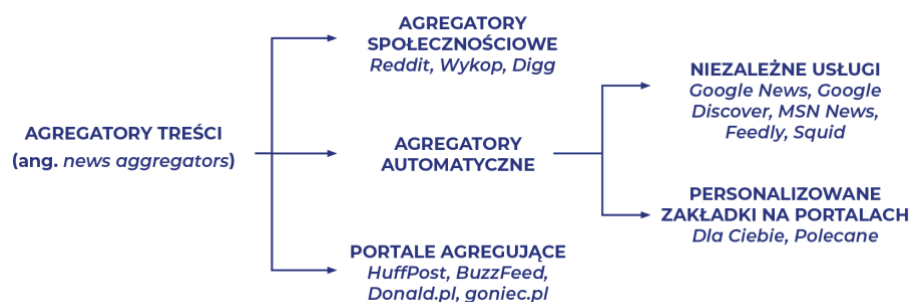 AGREGATORY TREŚCI
(ang. news aggregators)
AGREGATORY
SPOŁECZNOŚCIOWE
Reddit, Wykop, Digg
AGREGATORY
AUTOMATYCZNE
PORTALE AGREGUJĄCE
HuffPost, BuzzFeed,
Donald.pl, goniec.pl
NIEZALEŻNE USŁUGI
Google News, Google
Discover, MSN News,
Feedly, Squid
PERSONALIZOWANE
ZAKŁADKI NA PORTALACH
Dla Ciebie, Polecane